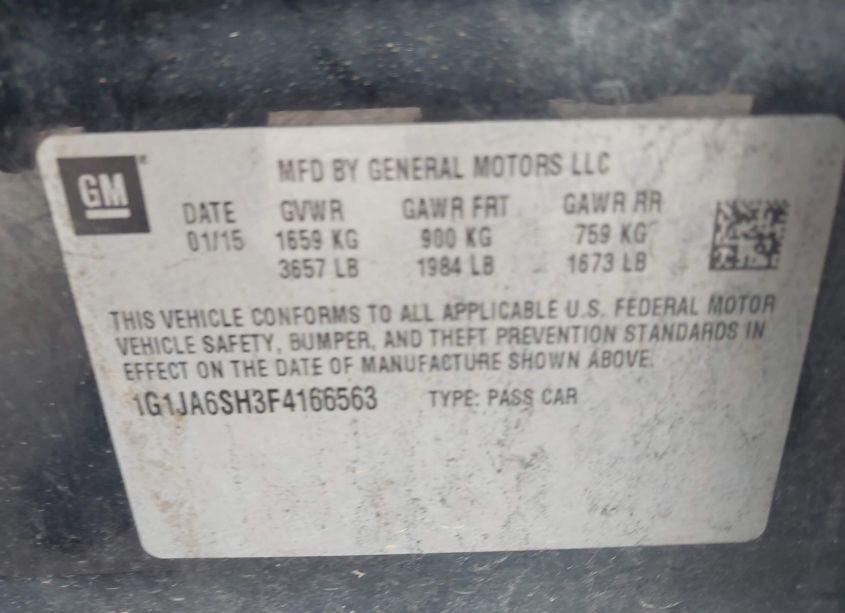 GM
MFD BY GENERAL MOTORS LLC
DATE GVWR GAWR FRT GAWR RR
01/15 1659 KG 900 KG 759 KG
3657 LB 1984 LB 1673 LB
THIS VEHICLE CONFORMS TO ALL APPLICABLE U.S. FEDERAL MOTOR
VEHICLE SAFETY, BUMPER, AND THEFT PREVENTION STANDARDS IN
EFFECT ON THE DATE OF MANUFACTURE SHOWN ABOVE.
1G1JA6SH3F4166563 TYPE: PASS CAR